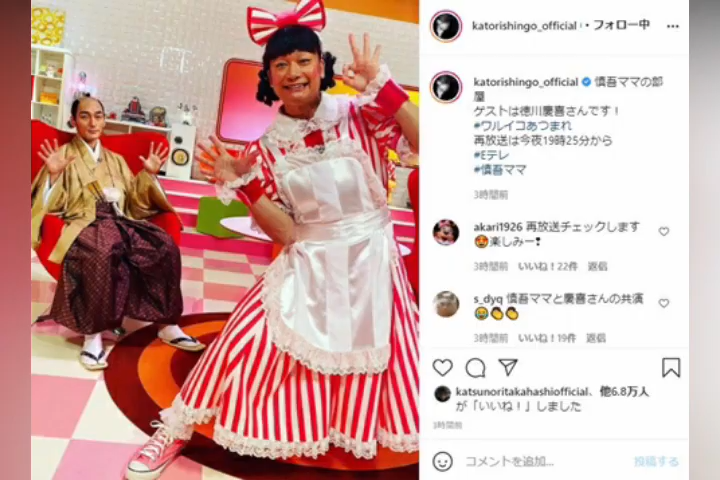 katorishingo_official • フォロー中
katorishingo_official 慎吾ママの部
屋
ゲストは徳川慶喜さんです！
#ワルイコあつまれ
再放送は今夜19時25分から
#Eテレ
#慎吾ママ
3時間前
akari1926 再放送チェックします
🥰楽しみー❣
3時間前 いいね！22件 返信
s_dyq 慎吾ママと慶喜さんの共演
😭👏👏
3時間前 いいね！19件 返信
katsunoritakahashiofficial、他6.8万人
が「いいね！」しました
3時間前
コメントを追加...
投稿する